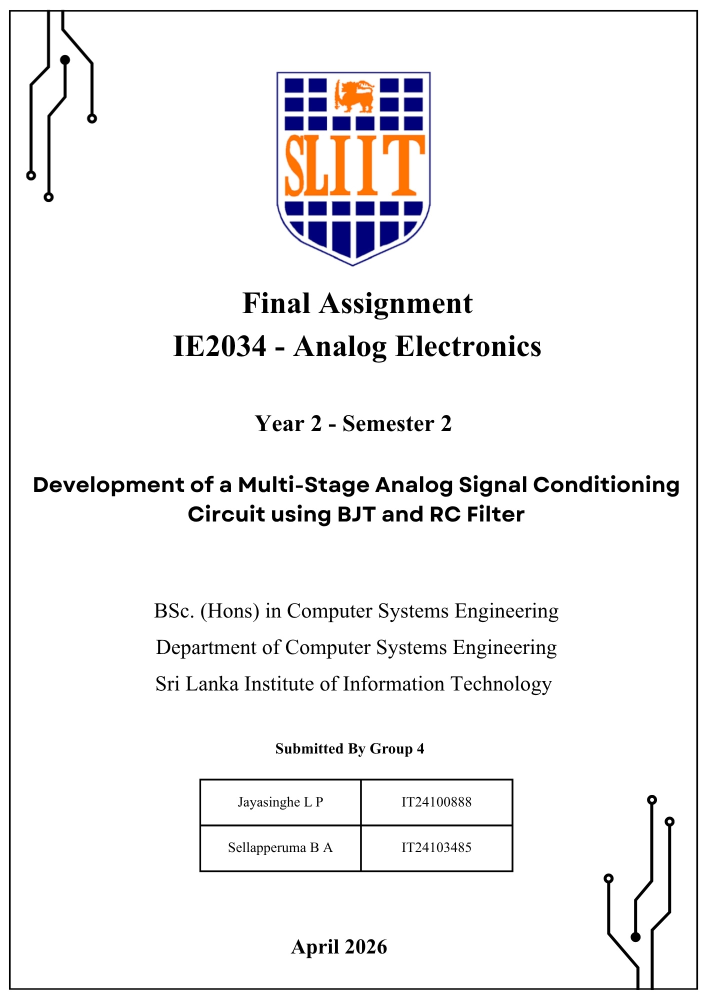 SLIIT
Final Assignment
IE2034 - Analog Electronics
Year 2 - Semester 2
Development of a Multi-Stage Analog Signal Conditioning
Circuit using BJT and RC Filter
BSc. (Hons) in Computer Systems Engineering
Department of Computer Systems Engineering
Sri Lanka Institute of Information Technology
Submitted By Group 4
Jayasinghe L P IT24100888
Sellapperuma B A IT24103485
April 2026